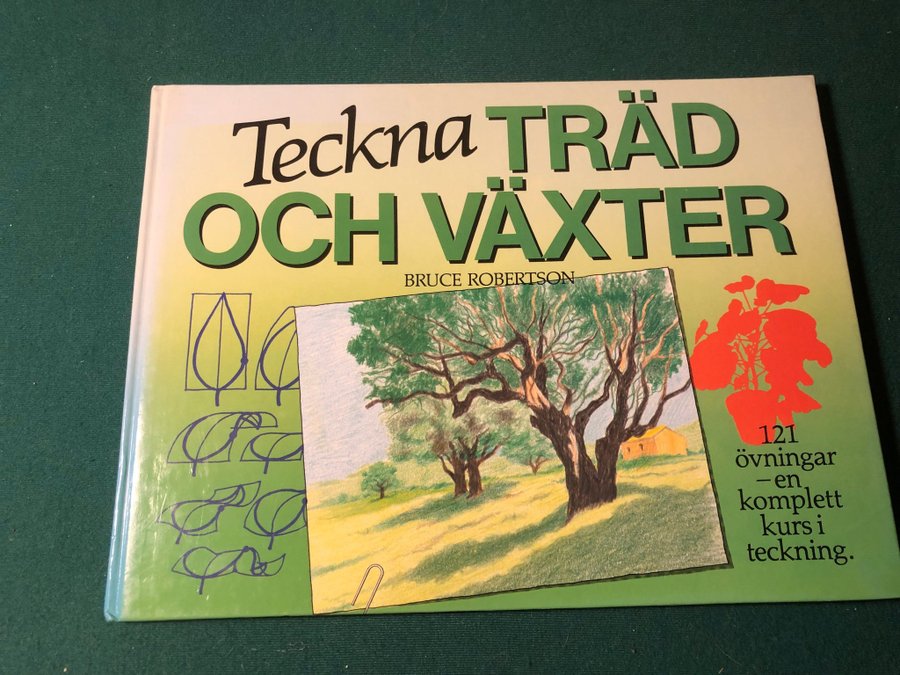 Teckna TRÄD
OCH VÄXTER
BRUCE ROBERTSON
121
övningar
–en
komplett
kurs i
teckning.